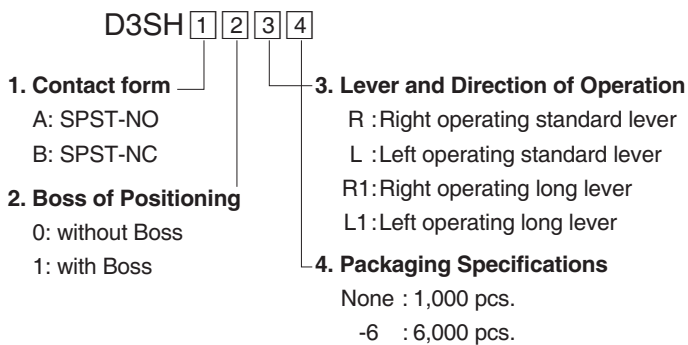 D3SH 1 2 3 4
1. Contact form
A: SPST-NO
B: SPST-NC
2. Boss of Positioning
0: without Boss
1: with Boss
3. Lever and Direction of Operation
R :Right operating standard lever
L :Left operating standard lever
R1:Right operating long lever
L1:Left operating long lever
4. Packaging Specifications
None : 1,000 pcs.
-6 : 6,000 pcs.